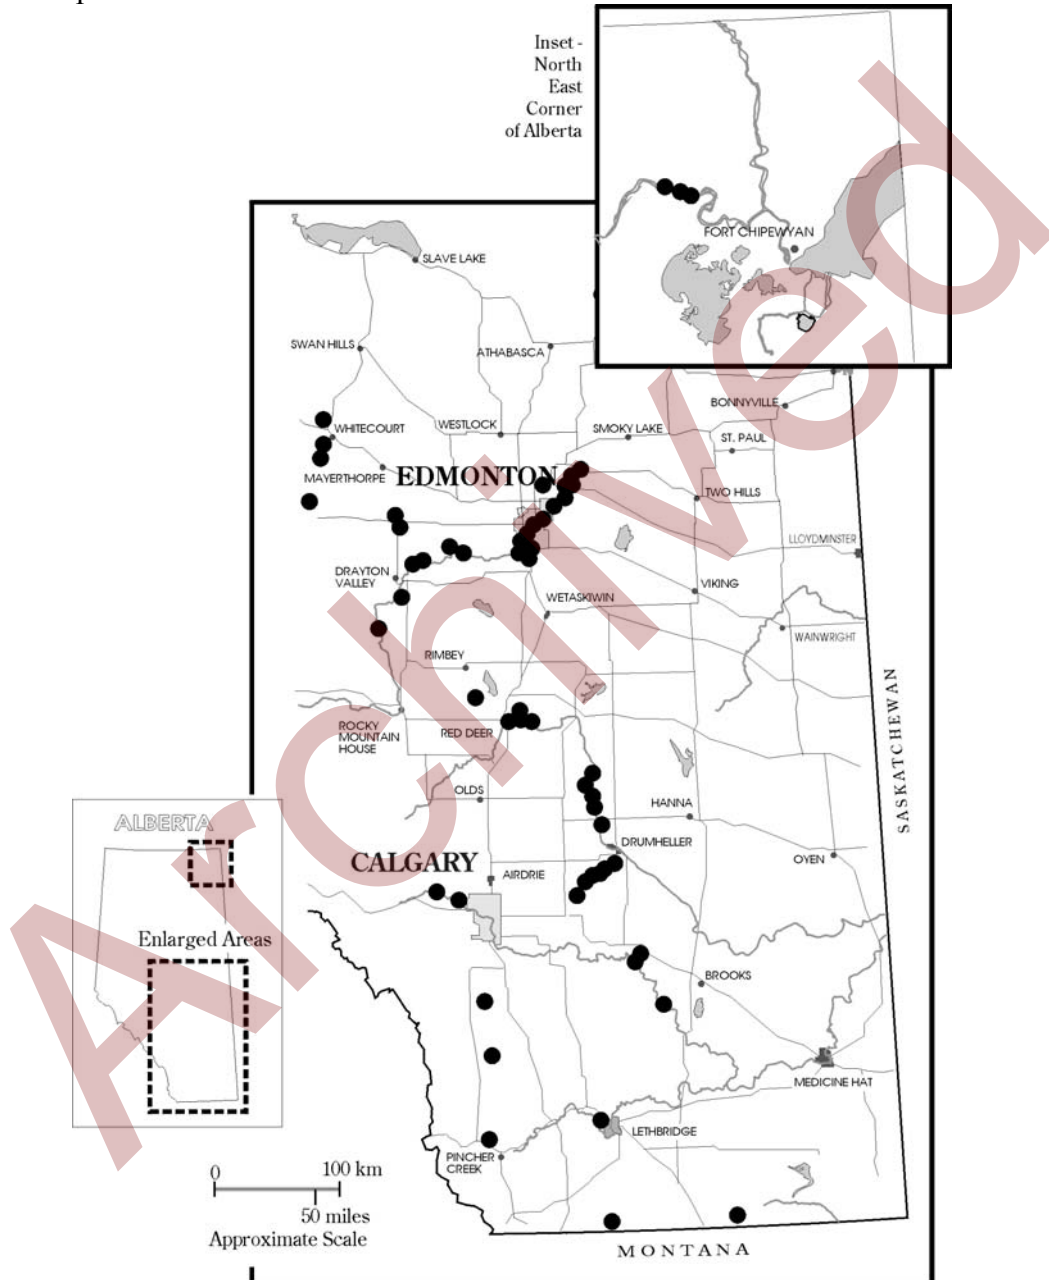 Inset -
North
East
Corner
of Alberta
FORT CHIPEWYAN
SLAVE LAKE
SWAN HILLS
ATHABASCA
BONNYVILLE
WHITECOURT
WESTLOCK
SMOKY LAKE
ST. PAUL
MAYERTHORPE
EDMONTON
TWO HILLS
LLOYDMINSTER
DRAYTON
VALLEY
VIKING
WETASKIWIN
WAINWRIGHT
RIMBEY
SASKATCHEWAN
ROCKY
MOUNTAIN
HOUSE
RED DEER
OLDS
HANNA
ALBERTA
DRUMHELLER
CALGARY
AIRDRIE
OYEN
Enlarged Areas
BROOKS
MEDICINE HAT
LETHBRIDGE
PINCHER
CREEK
0
100 km
50 miles
Approximate Scale
MONTANA
Archived